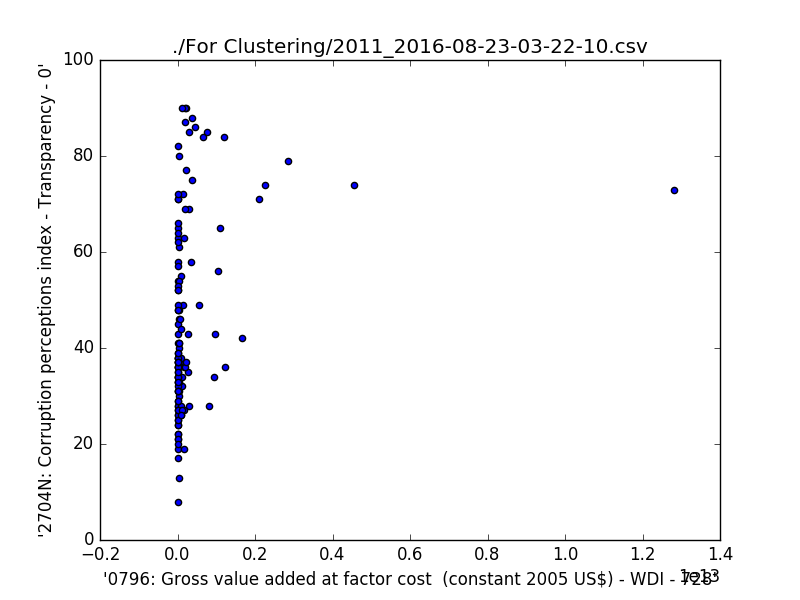 ./For Clustering/2011_2016-08-23-03-22-10.csv
'2704N: Corruption perceptions index - Transparency - 0'
100
80
60
40
20
0
−0.2 0.0 0.2 0.4 0.6 0.8 1.0 1.2 1.4
1e13
'0796: Gross value added at factor cost  (constant 2005 US$) - WDI - 728'